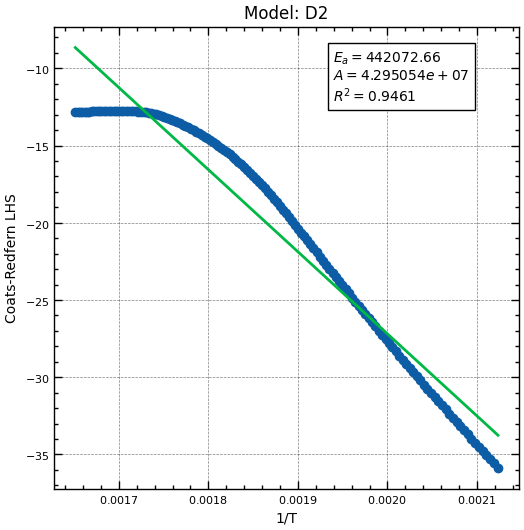 Model: D2
E_a = 442072.66
A = 4.295054e + 07
R^2 = 0.9461
Coats-Redfern LHS
−10
−15
−20
−25
−30
−35
0.0017 0.0018 0.0019 0.0020 0.0021
1/T